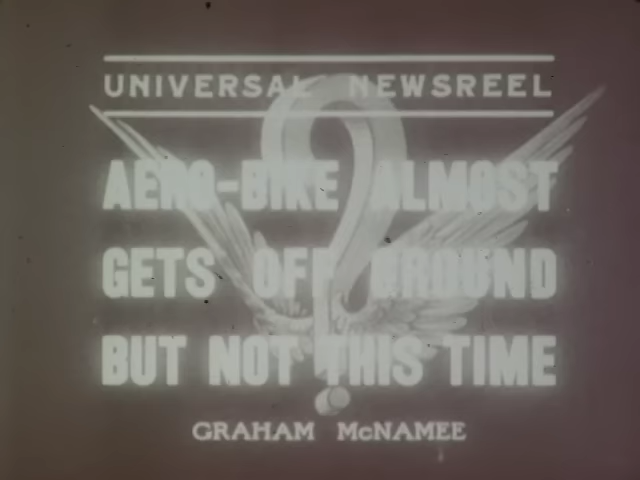 UNIVERSAL NEWSREEL
AERO-BIKE ALMOST
GETS OFF GROUND
BUT NOT THIS TIME
GRAHAM McNAMEE